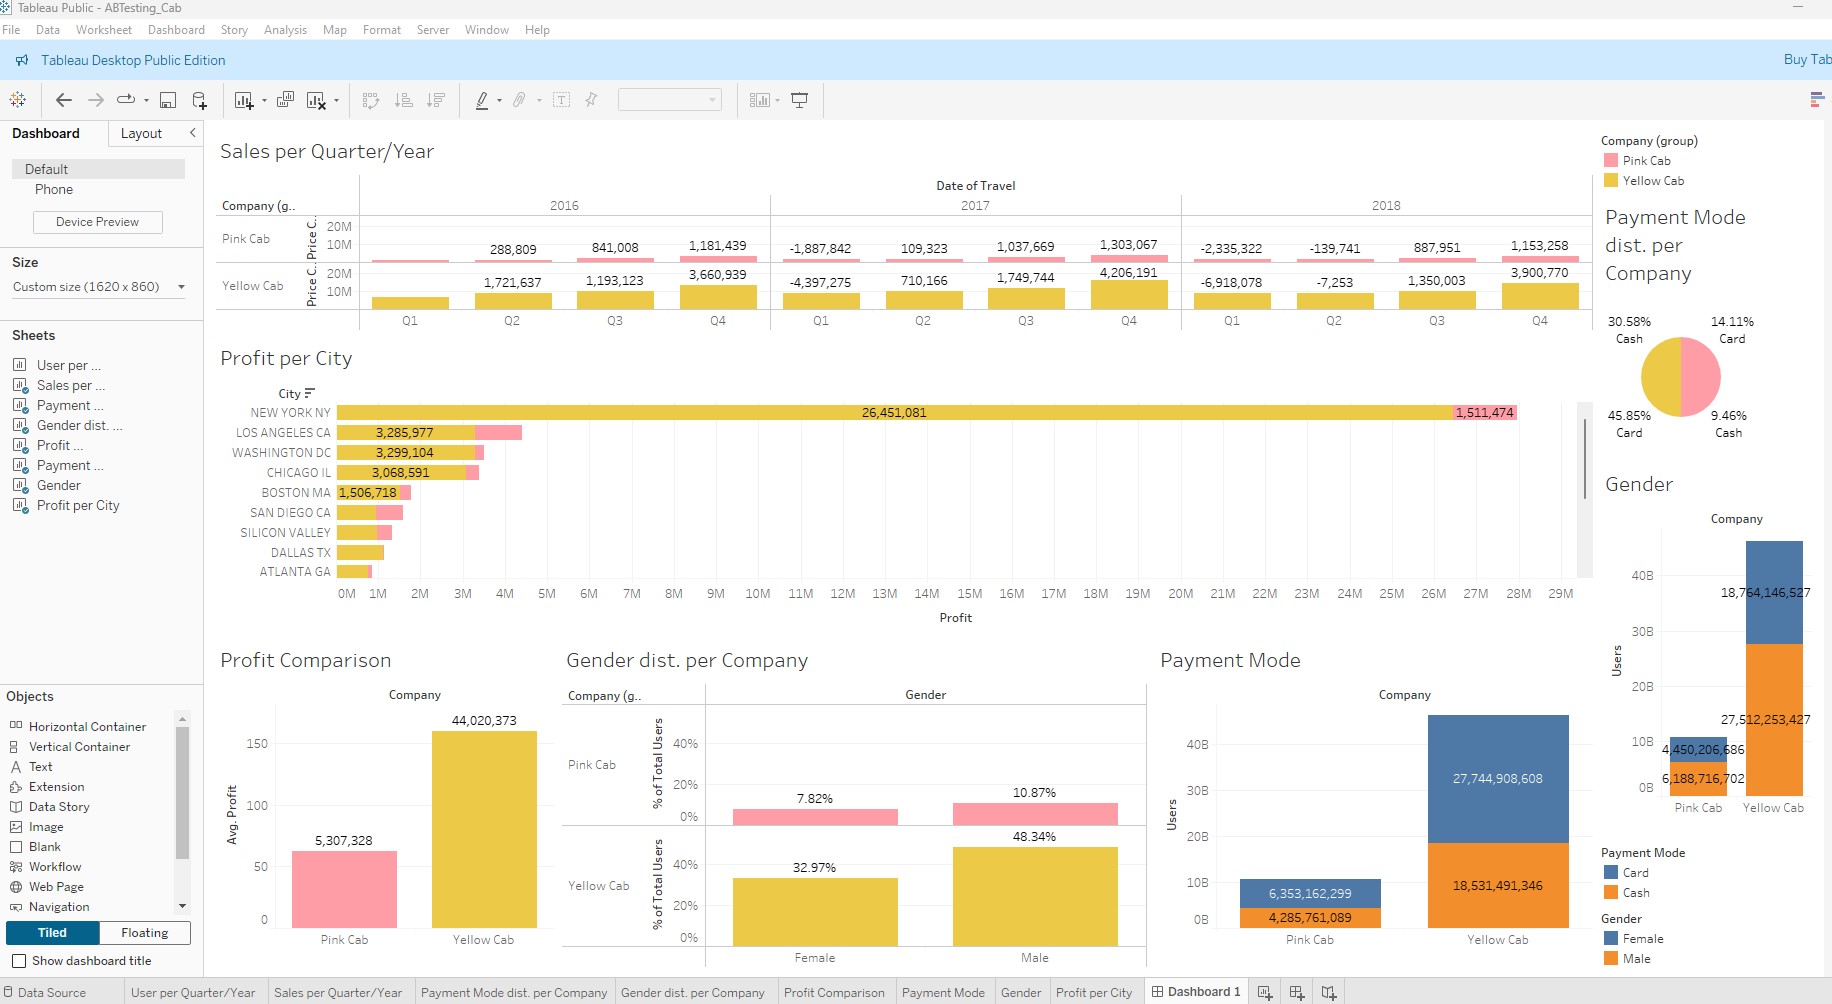 Tableau Public - ABTesting_Cab
File Data Worksheet Dashboard Story Analysis Map Format Server Window Help
Tableau Desktop Public Edition
Buy Tab
Dashboard Layout
Default
Phone
Device Preview
Size
Custom size (1620 x 860)
Sheets
User per ...
Sales per ...
Payment ...
Gender dist. ...
Profit ...
Payment ...
Gender
Profit per City
Objects
Horizontal Container
Vertical Container
Text
Extension
Data Story
Image
Blank
Workflow
Web Page
Navigation
Tiled Floating
Show dashboard title
Sales per Quarter/Year
Date of Travel
Company (g..
2016 2017 2018
Pink Cab
Price C..
20M
10M
288,809 841,008 1,181,439 -1,887,842 109,323 1,037,669 1,303,067 -2,335,322 -139,741 887,951 1,153,258
Yellow Cab
Price C..
20M
10M
1,721,637 1,193,123 3,660,939 -4,397,275 710,166 1,749,744 4,206,191 -6,918,078 -7,253 1,350,003 3,900,770
Q1 Q2 Q3 Q4 Q1 Q2 Q3 Q4 Q1 Q2 Q3 Q4
Profit per City
City
NEW YORK NY 26,451,081 1,511,474
LOS ANGELES CA 3,285,977
WASHINGTON DC 3,299,104
CHICAGO IL 3,068,591
BOSTON MA 1,506,718
SAN DIEGO CA
SILICON VALLEY
DALLAS TX
ATLANTA GA
0M 1M 2M 3M 4M 5M 6M 7M 8M 9M 10M 11M 12M 13M 14M 15M 16M 17M 18M 19M 20M 21M 22M 23M 24M 25M 26M 27M 28M 29M
Profit
Profit Comparison
Company
44,020,373
5,307,328
150
100
50
0
Avg. Profit
Pink Cab Yellow Cab
Gender dist. per Company
Company (g.. Gender
Pink Cab
% of Total Users
40%
20%
0%
7.82% 10.87%
Yellow Cab
% of Total Users
40%
20%
0%
32.97% 48.34%
Female Male
Payment Mode
Company
40B
30B
20B
10B
0B
Users
27,744,908,608
18,531,491,346
6,353,162,299
4,285,761,089
Pink Cab Yellow Cab
Company (group)
Pink Cab
Yellow Cab
Payment Mode
dist. per
Company
30.58%
Cash
14.11%
Card
45.85%
Card
9.46%
Cash
Gender
Company
40B
30B
20B
10B
0B
Users
18,764,146,527
27,512,253,427
4,450,206,686
6,188,716,702
Pink Cab Yellow Cab
Payment Mode
Card
Cash
Gender
Female
Male
Data Source User per Quarter/Year Sales per Quarter/Year Payment Mode dist. per Company Gender dist. per Company Profit Comparison Payment Mode Gender Profit per City Dashboard 1